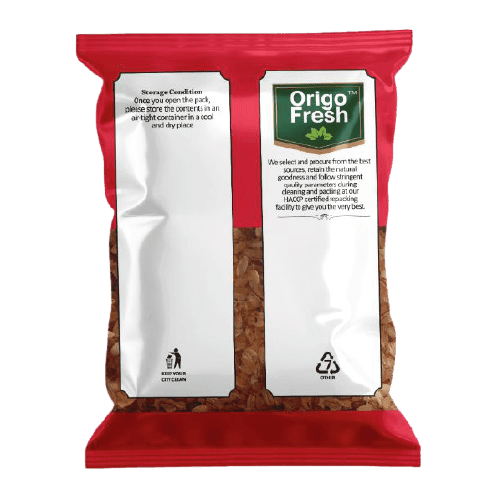 Storage Condition
Once you open the pack,
please store the contents in an
air tight container in a cool
and dry place
KEEP YOUR
CITY CLEAN
Origo
Fresh
TM
We select and procure from the best
sources, retain the natural
goodness and follow stringent
quality parameters during
cleaning and packing at our
HACCP certified repacking
facility to give you the very best.
7
OTHER